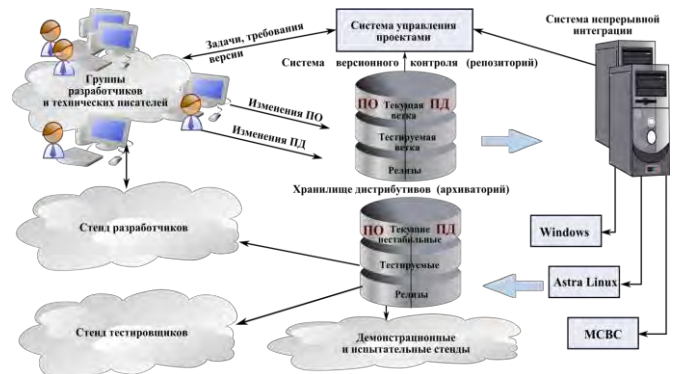 Задачи, требования
версии
Система управления
проектами
Система непрерывной
интеграции
Группы
разработчиков
и технических писателей
Система версионного контроля (репозиторий)
Изменения ПО
Изменения ПД
ПО Текущая ПД
ветка
Тестируемая
ветка
Релизы
Хранилище дистрибутивов (архиваторий)
ПО Текущие ПД
нестабильные
Тестируемые
Релизы
Стенд разработчиков
Стенд тестировщиков
Демонстрационные
и испытательные стенды
Windows
Astra Linux
МСВС